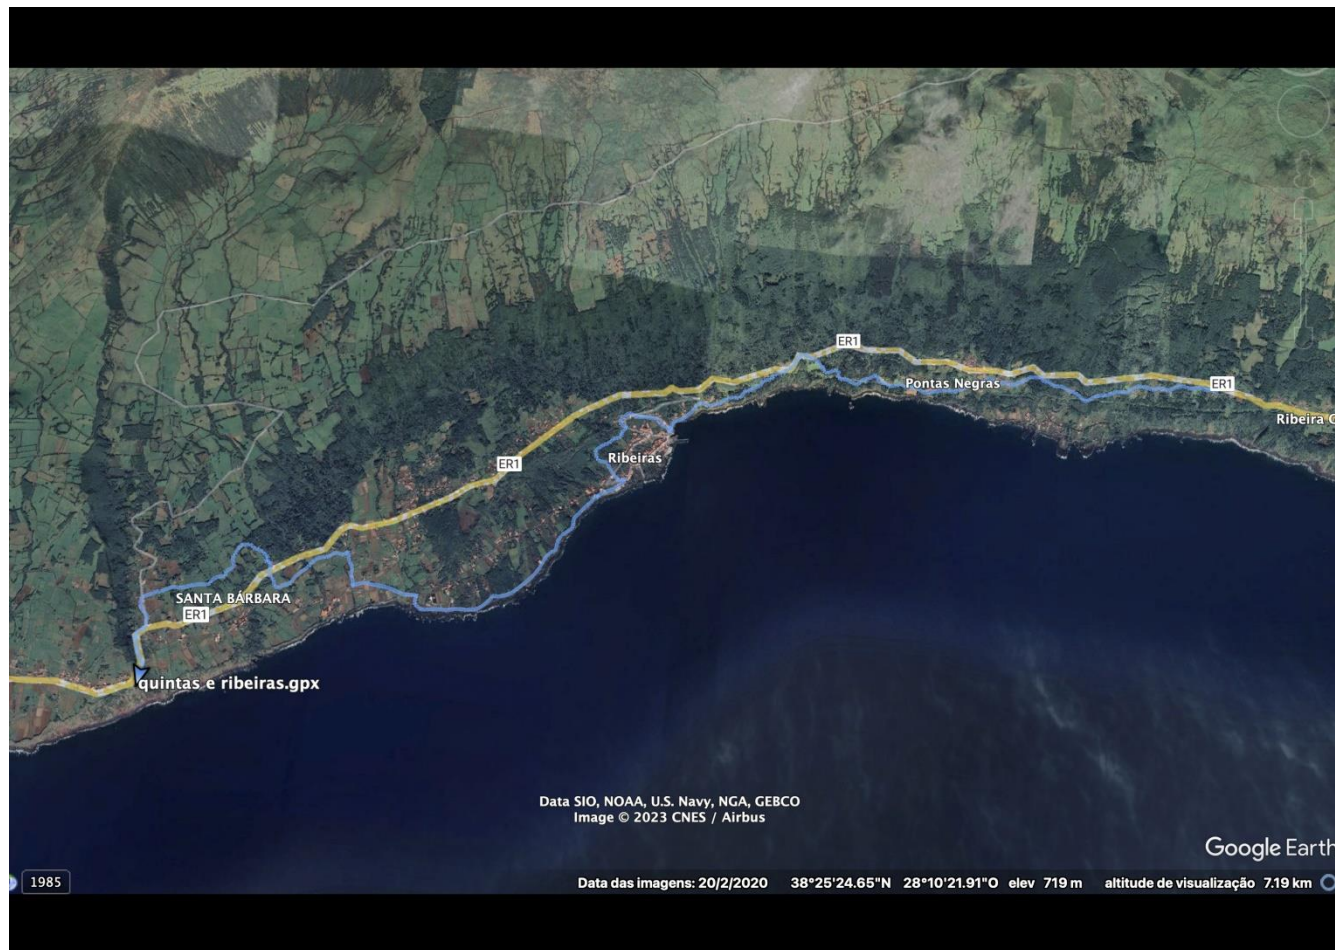 ER1
Pontas Negras
ER1
Ribeira
ER1
Ribeiras
SANTA BÁRBARA
ER1
quintas e ribeiras.gpx
Data SIO, NOAA, U.S. Navy, NGA, GEBCO
Image © 2023 CNES / Airbus
Google Earth
1985
Data das imagens: 20/2/2020 38°25'24.65"N 28°10'21.91"O elev 719 m altitude de visualização 7.19 km